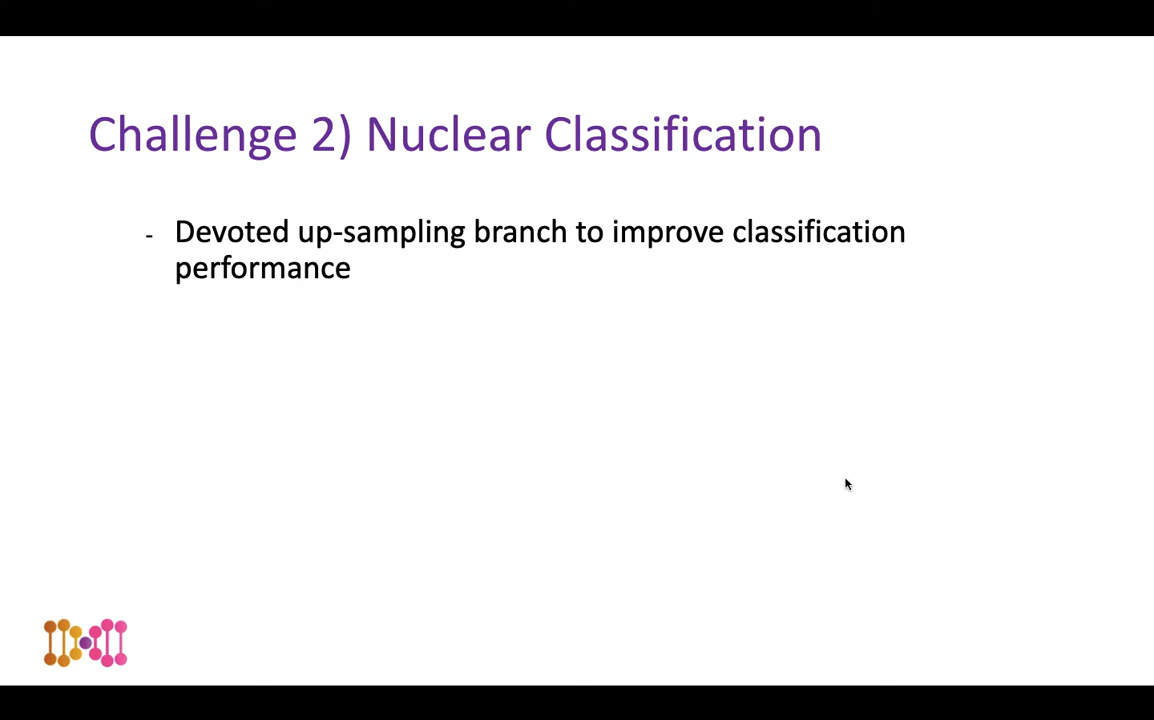 Challenge 2) Nuclear Classification
- Devoted up-sampling branch to improve classification
performance